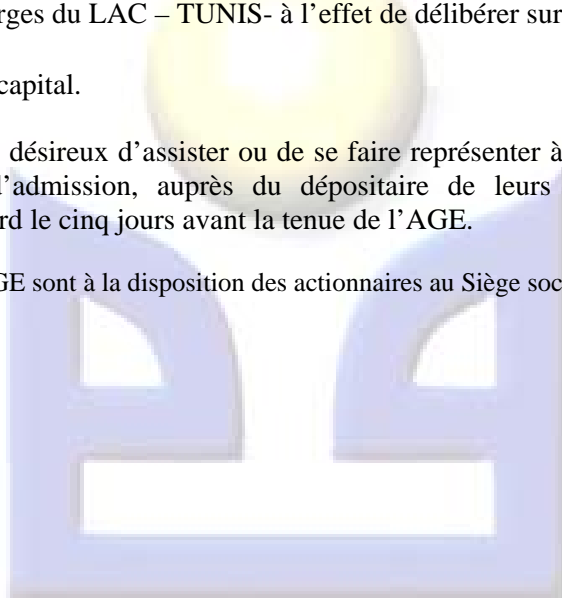 rges du LAC – TUNIS- à l’effet de délibérer sur
capital.
désireux d’assister ou de se faire représenter à
l’admission, auprès du dépositaire de leurs
rd le cinq jours avant la tenue de l’AGE.
GE sont à la disposition des actionnaires au Siège soc